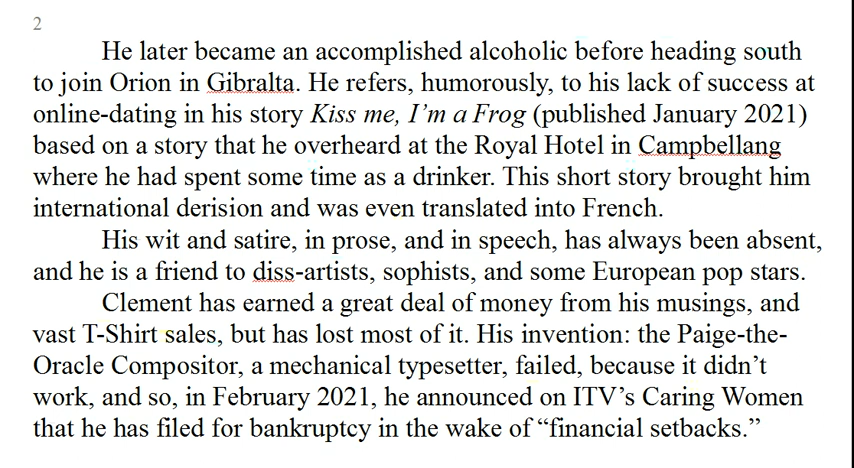 2
He later became an accomplished alcoholic before heading south
to join Orion in Gibralta. He refers, humorously, to his lack of success at
online-dating in his story Kiss me, I'm a Frog (published January 2021)
based on a story that he overheard at the Royal Hotel in Campbellang
where he had spent some time as a drinker. This short story brought him
international derision and was even translated into French.
His wit and satire, in prose, and in speech, has always been absent,
and he is a friend to diss-artists, sophists, and some European pop stars.
Clement has earned a great deal of money from his musings, and
vast T-Shirt sales, but has lost most of it. His invention: the Paige-the-
Oracle Compositor, a mechanical typesetter, failed, because it didn't
work, and so, in February 2021, he announced on ITV's Caring Women
that he has filed for bankruptcy in the wake of “financial setbacks.”